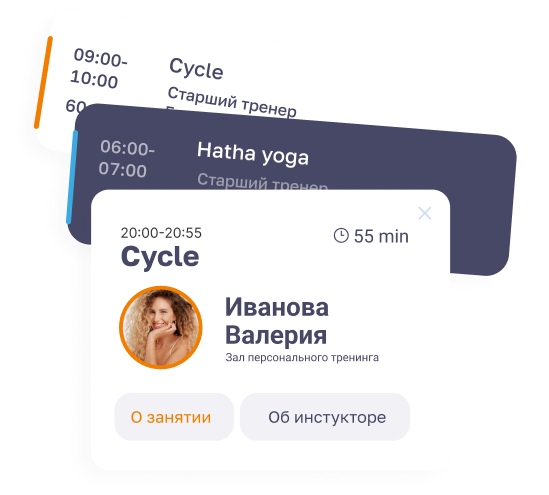 09:00-
10:00
Cycle
Старший тренер
60
06:00-
07:00
Hatha yoga
Старший тренер
20:00-20:55
Cycle
55 min
Иванова
Валерия
Зал персонального тренинга
О занятии
Об инстукторе